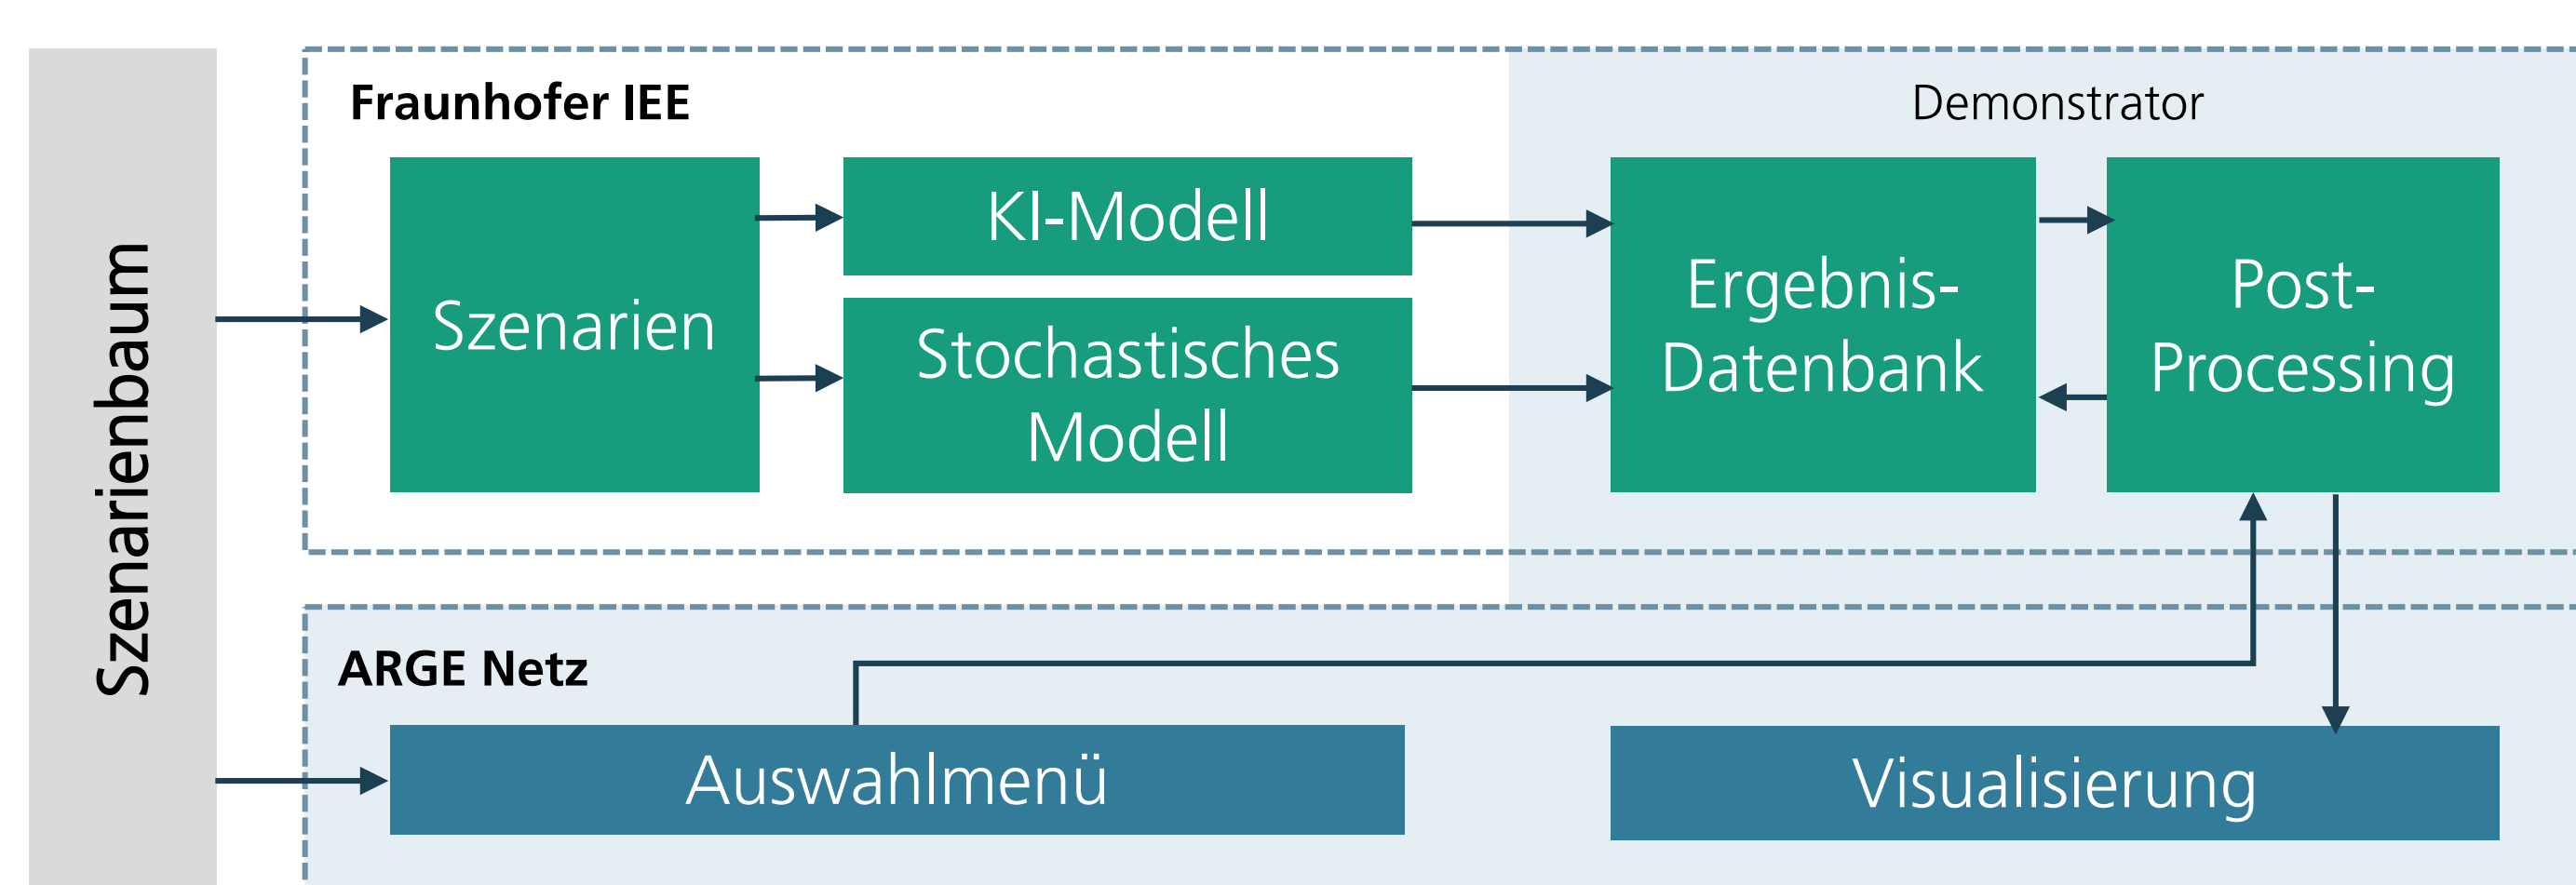 Szenarienbaum
Fraunhofer IEE
Demonstrator
Szenarien
KI-Modell
Stochastisches
Modell
Ergebnis-
Datenbank
Post-
Processing
ARGE Netz
Auswahlmenü
Visualisierung